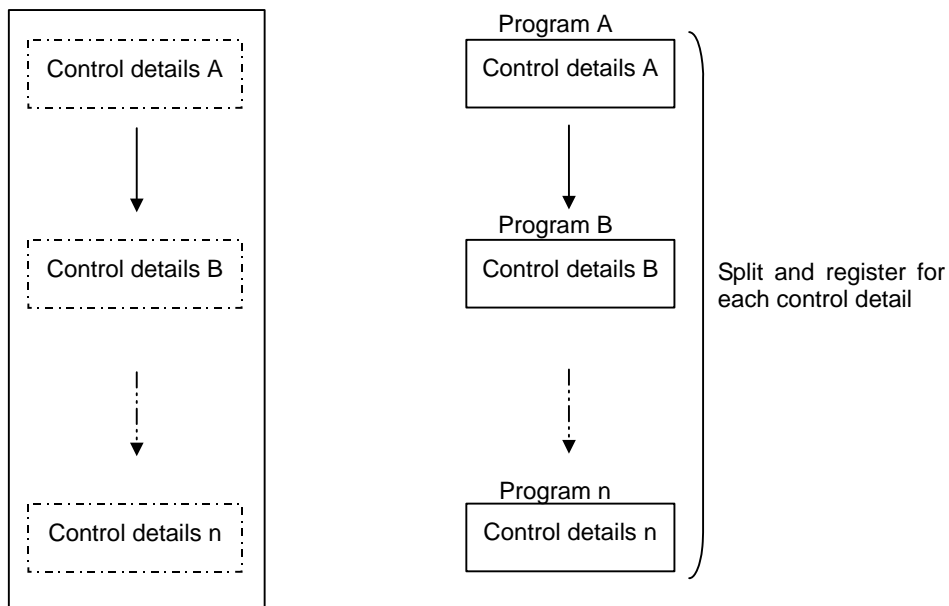 Control details A
Control details B
Control details n
Program A
Control details A
Program B
Control details B
Program n
Control details n
Split and register for
each control detail